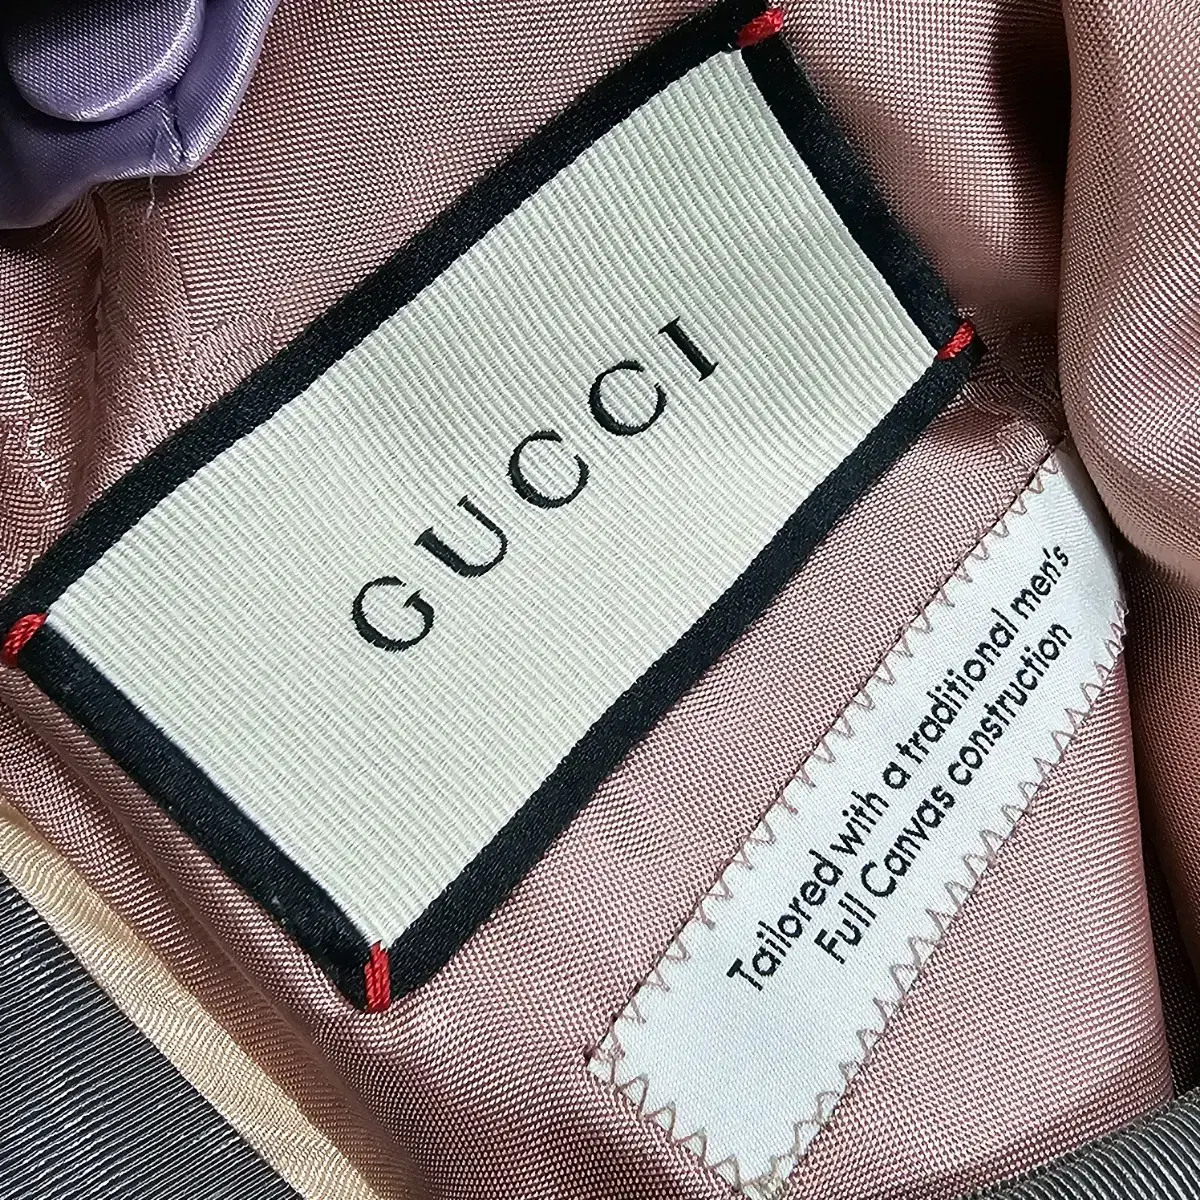 GUCCI
Tailored with a traditional men's
Full Canvas construction